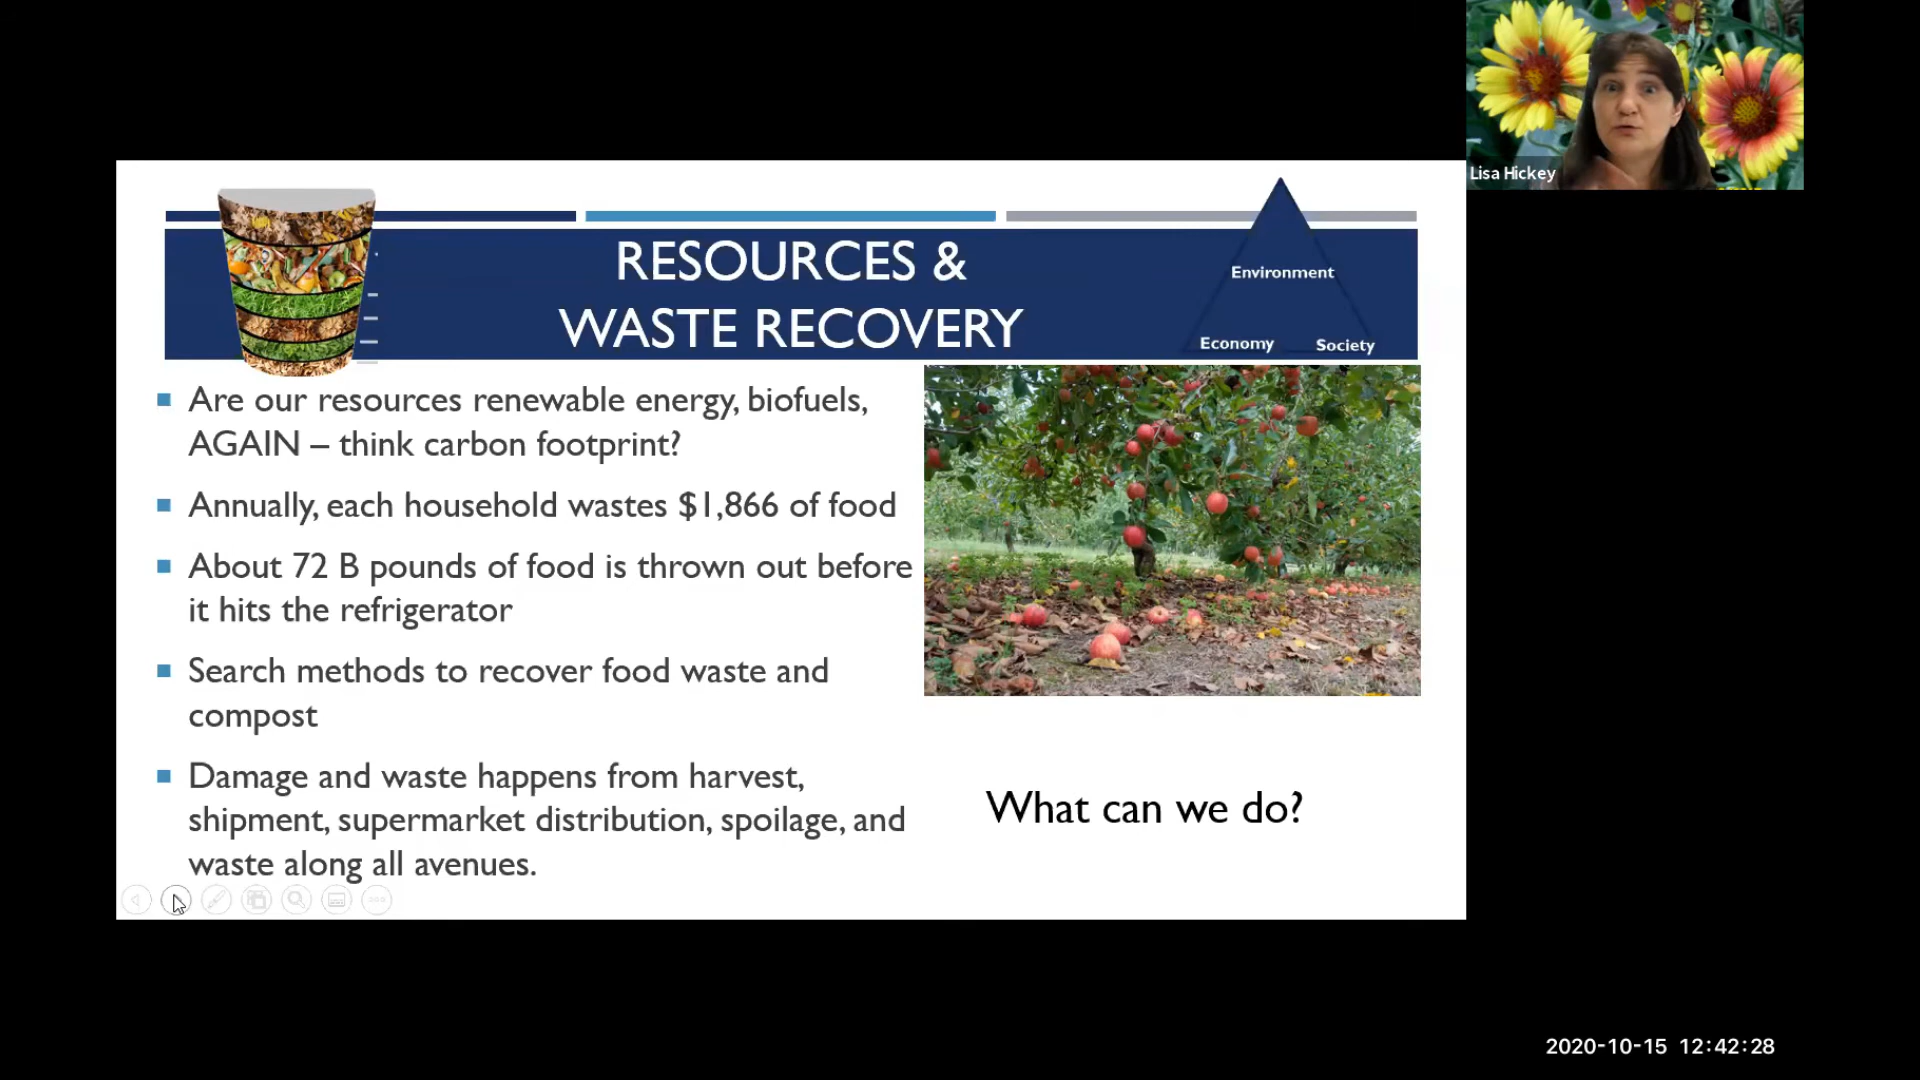 Lisa Hickey
RESOURCES &
WASTE RECOVERY
Environment
Economy
Society
Are our resources renewable energy, biofuels,
AGAIN – think carbon footprint?
Annually, each household wastes $1,866 of food
About 72 B pounds of food is thrown out before
it hits the refrigerator
Search methods to recover food waste and
compost
Damage and waste happens from harvest,
shipment, supermarket distribution, spoilage, and
waste along all avenues.
What can we do?
2020-10-15 12:42:28